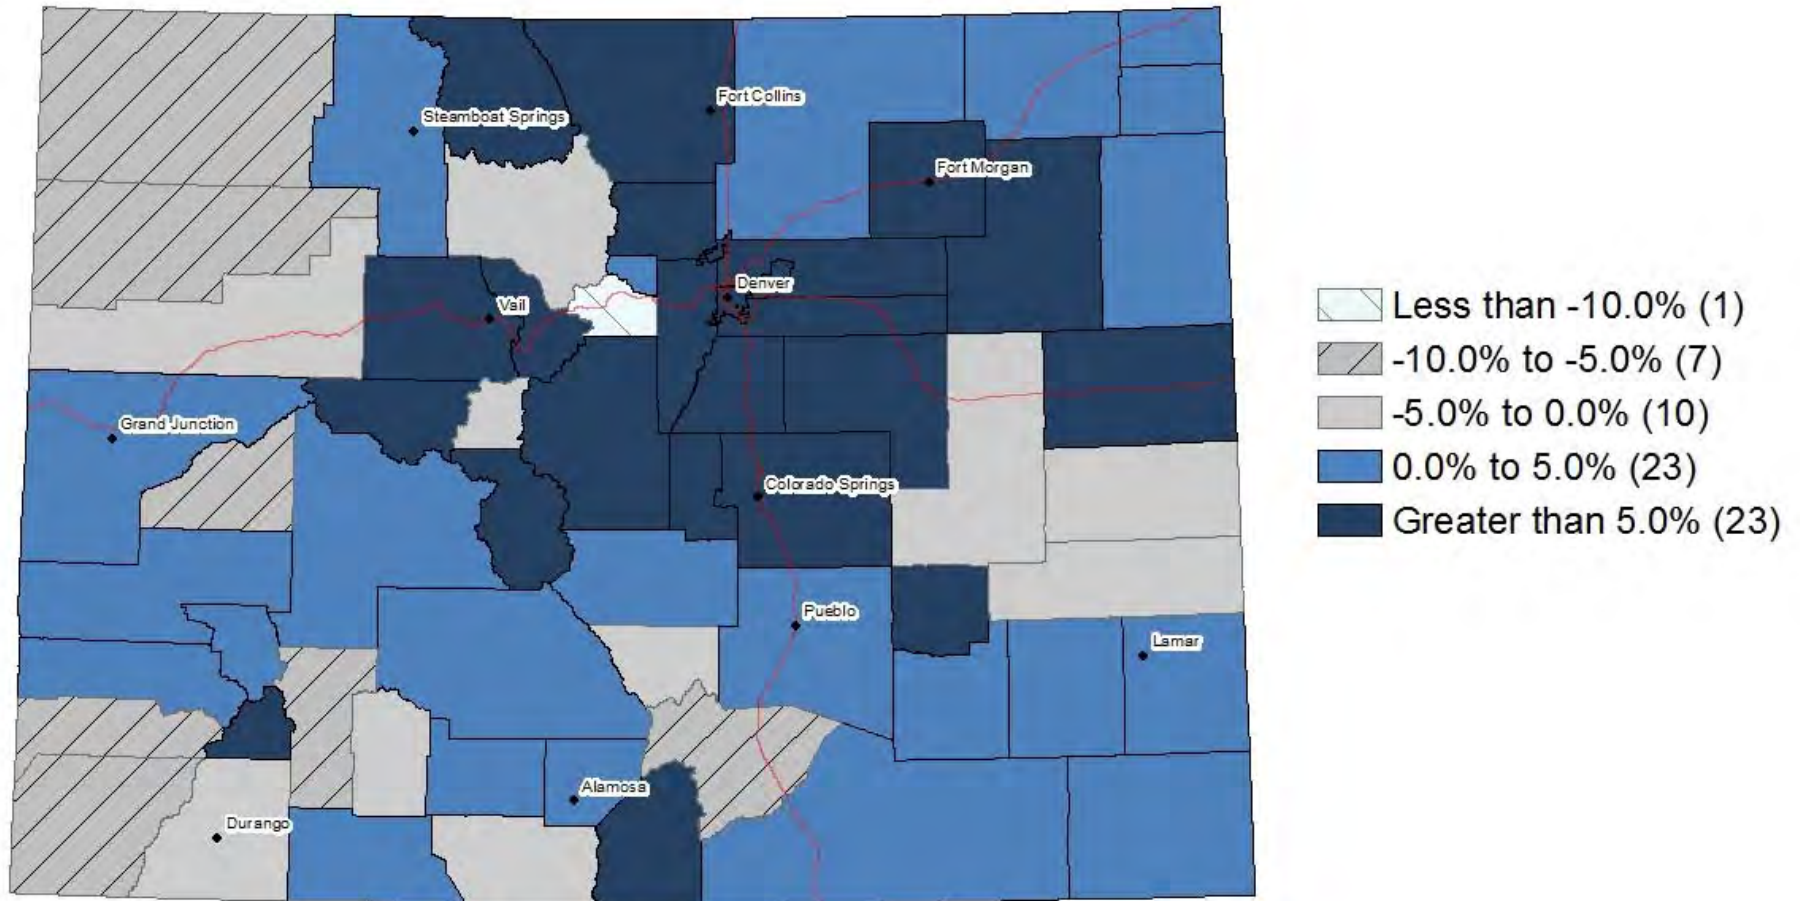 Steamboat Springs
Fort Collins
Fort Morgan
Denver
Vail
Grand Junction
Colorado Springs
Pueblo
Lamar
Alamosa
Durango
Less than -10.0% (1)
-10.0% to -5.0% (7)
-5.0% to 0.0% (10)
0.0% to 5.0% (23)
Greater than 5.0% (23)